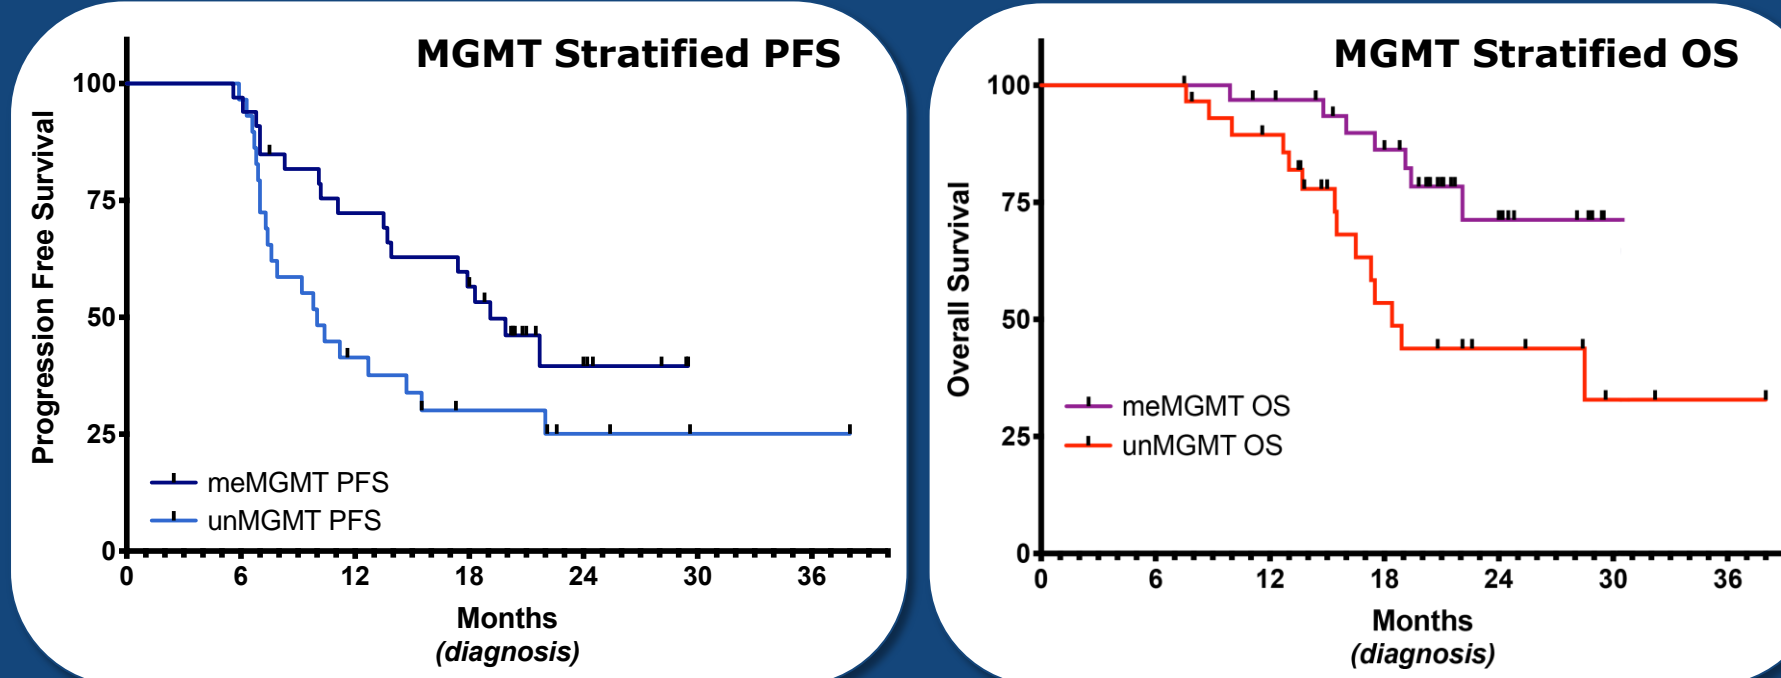 MGMT Stratified PFS
Progression Free Survival
100
75
50
25
0
meMGMT PFS
unMGMT PFS
0 6 12 18 24 30 36
Months
(diagnosis)
MGMT Stratified OS
Overall Survival
100
75
50
25
0
meMGMT OS
unMGMT OS
0 6 12 18 24 30 36
Months
(diagnosis)